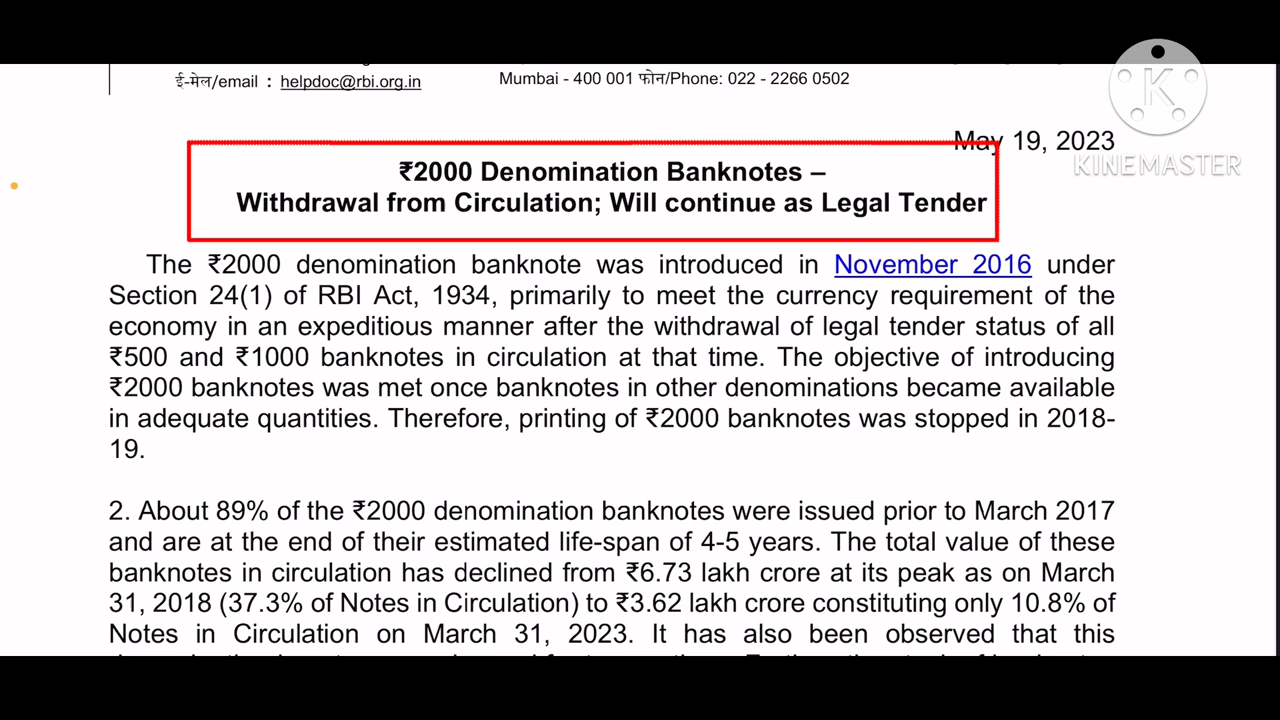 ई-मेल/email : helpdoc@rbi.org.in
Mumbai - 400 001 फोन/Phone: 022 - 2266 0502
K
KINEMASTER
May 19, 2023
₹2000 Denomination Banknotes –
Withdrawal from Circulation; Will continue as Legal Tender
The ₹2000 denomination banknote was introduced in November 2016 under
Section 24(1) of RBI Act, 1934, primarily to meet the currency requirement of the
economy in an expeditious manner after the withdrawal of legal tender status of all
₹500 and ₹1000 banknotes in circulation at that time. The objective of introducing
₹2000 banknotes was met once banknotes in other denominations became available
in adequate quantities. Therefore, printing of ₹2000 banknotes was stopped in 2018-
19.
2. About 89% of the ₹2000 denomination banknotes were issued prior to March 2017
and are at the end of their estimated life-span of 4-5 years. The total value of these
banknotes in circulation has declined from ₹6.73 lakh crore at its peak as on March
31, 2018 (37.3% of Notes in Circulation) to ₹3.62 lakh crore constituting only 10.8% of
Notes in Circulation on March 31, 2023. It has also been observed that this